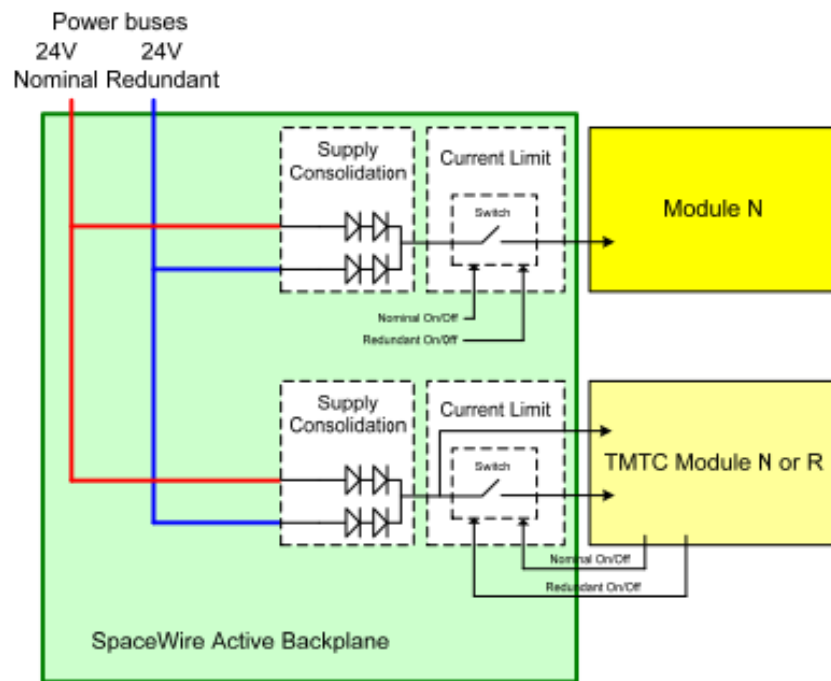 Power buses
24V 24V
Nominal Redundant
Supply
Consolidation
Current Limit
Switch
Module N
Nominal On/Off
Redundant On/Off
Supply
Consolidation
Current Limit
Switch
TMTC Module N or R
Nominal On/Off
Redundant On/Off
SpaceWire Active Backplane